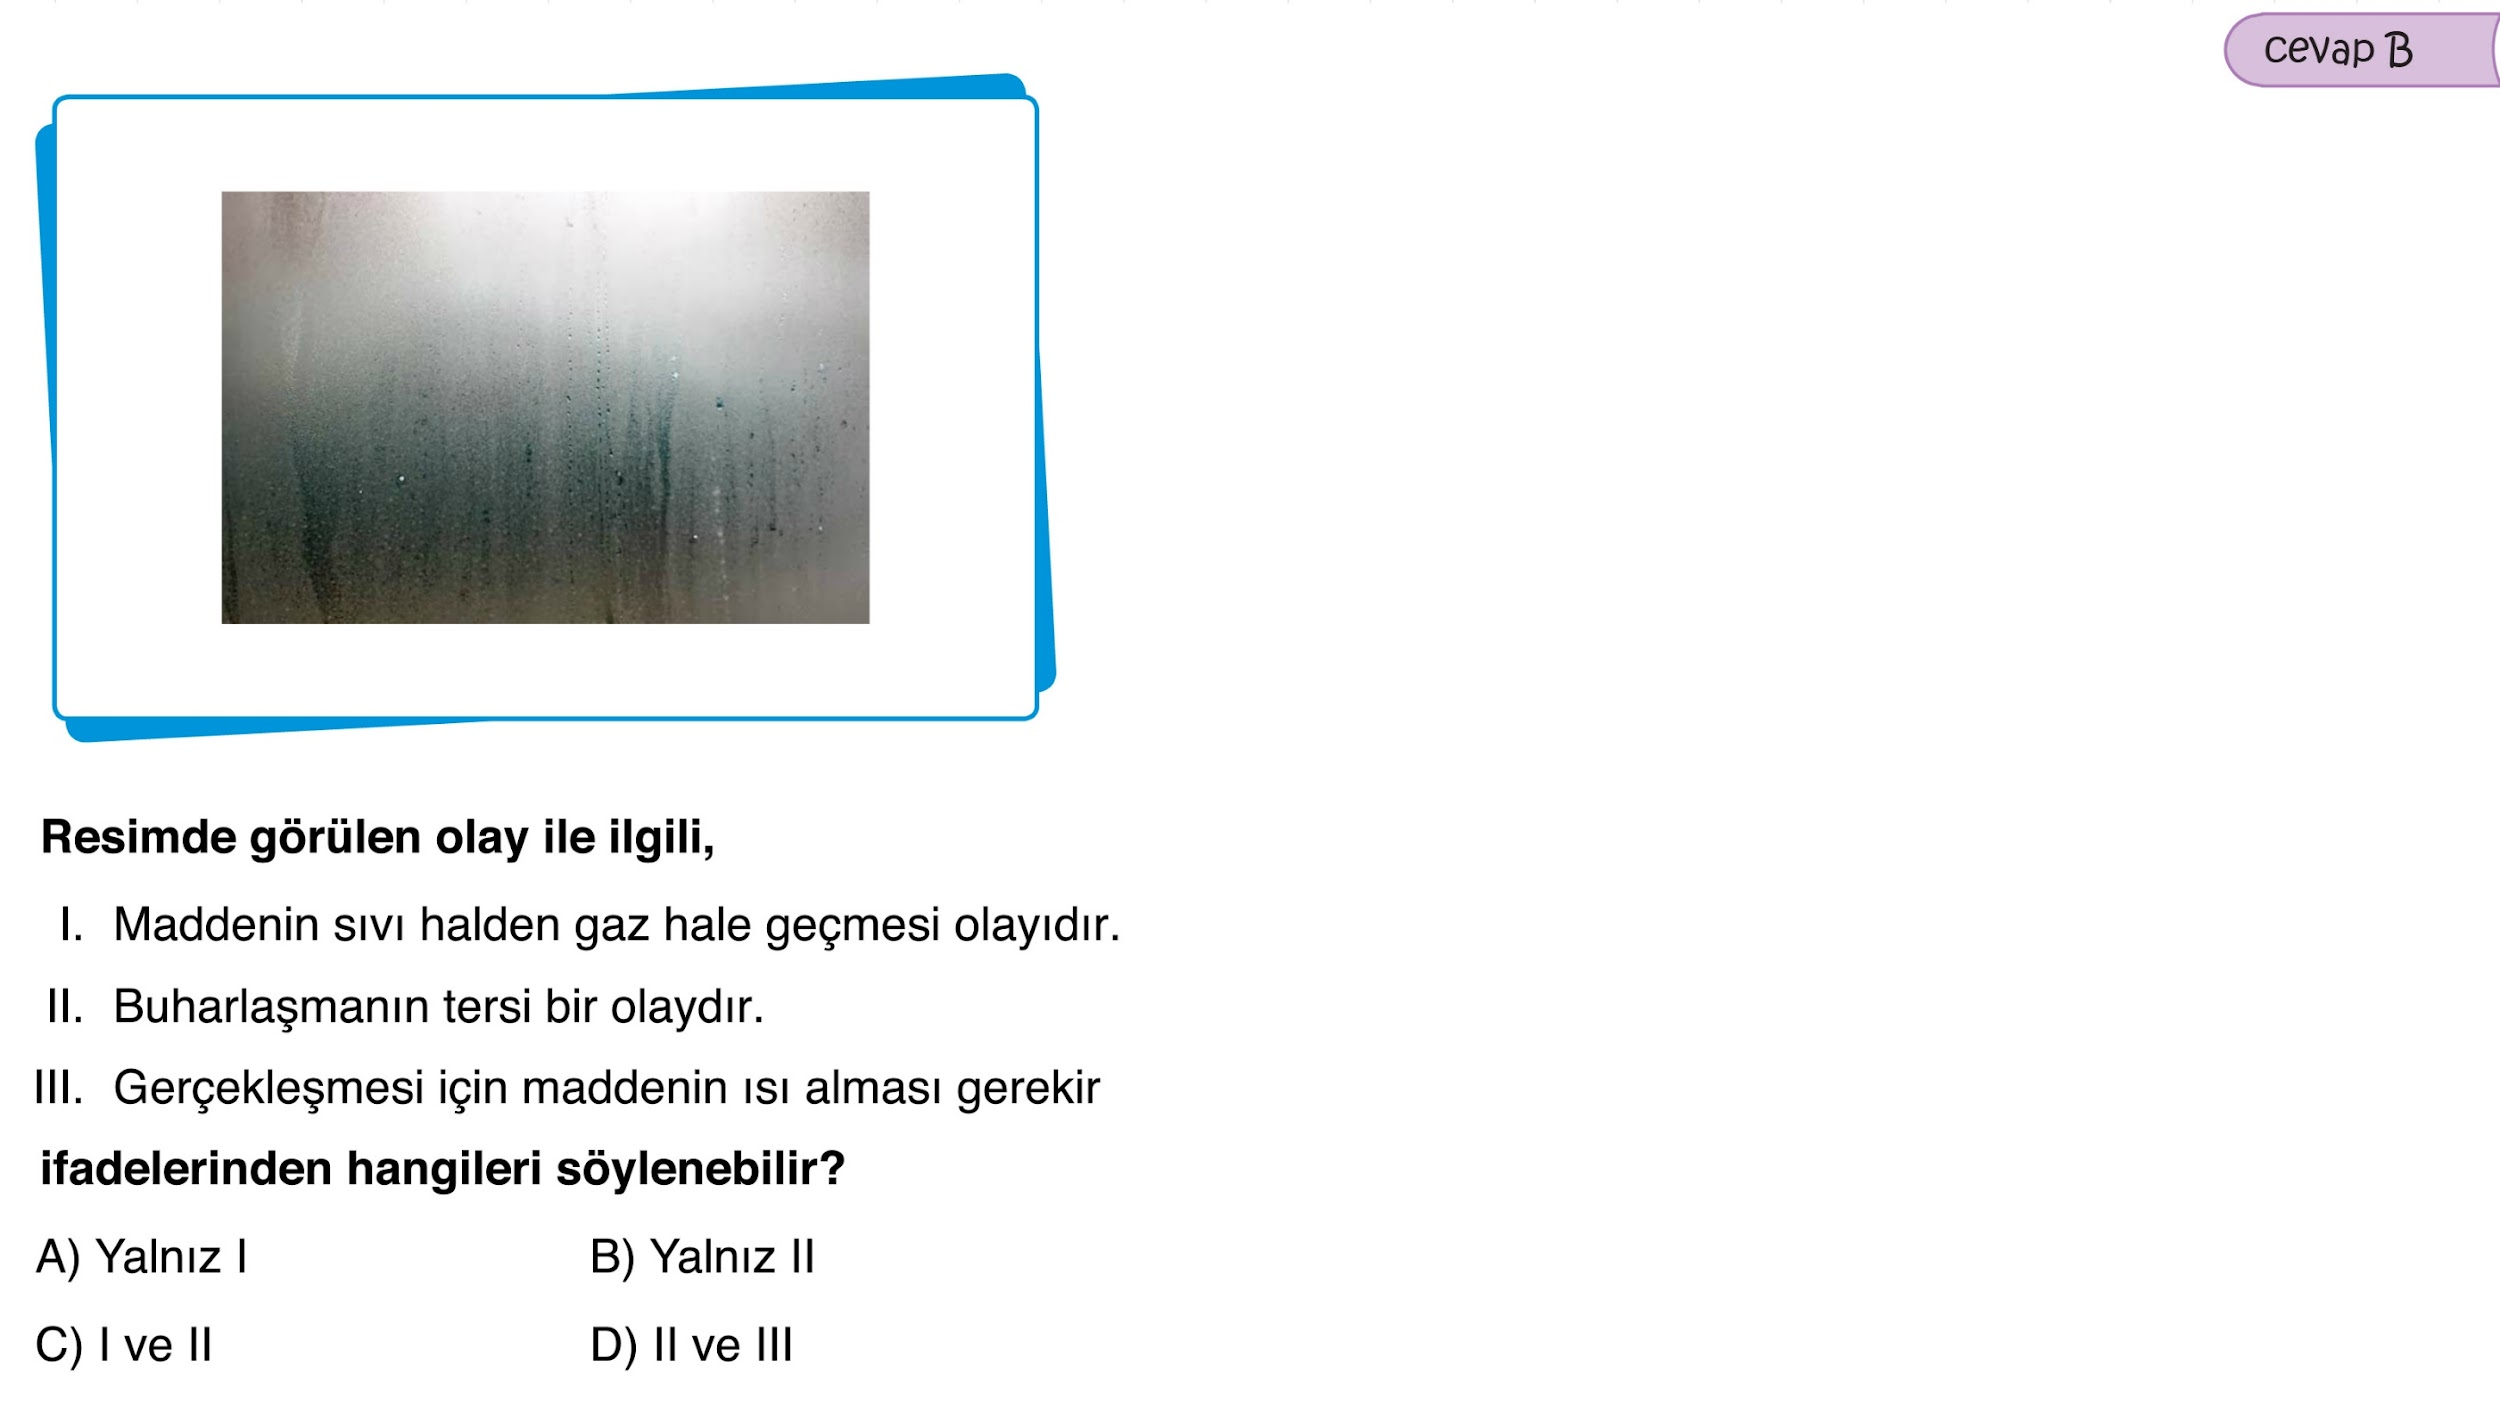 cevap B
Resimde görülen olay ile ilgili,
I. Maddenin sıvı halden gaz hale geçmesi olayıdır.
II. Buharlaşmanın tersi bir olaydır.
III. Gerçekleşmesi için maddenin ısı alması gerekir
ifadelerinden hangileri söylenebilir?
A) Yalnız I
B) Yalnız II
C) I ve II
D) II ve III